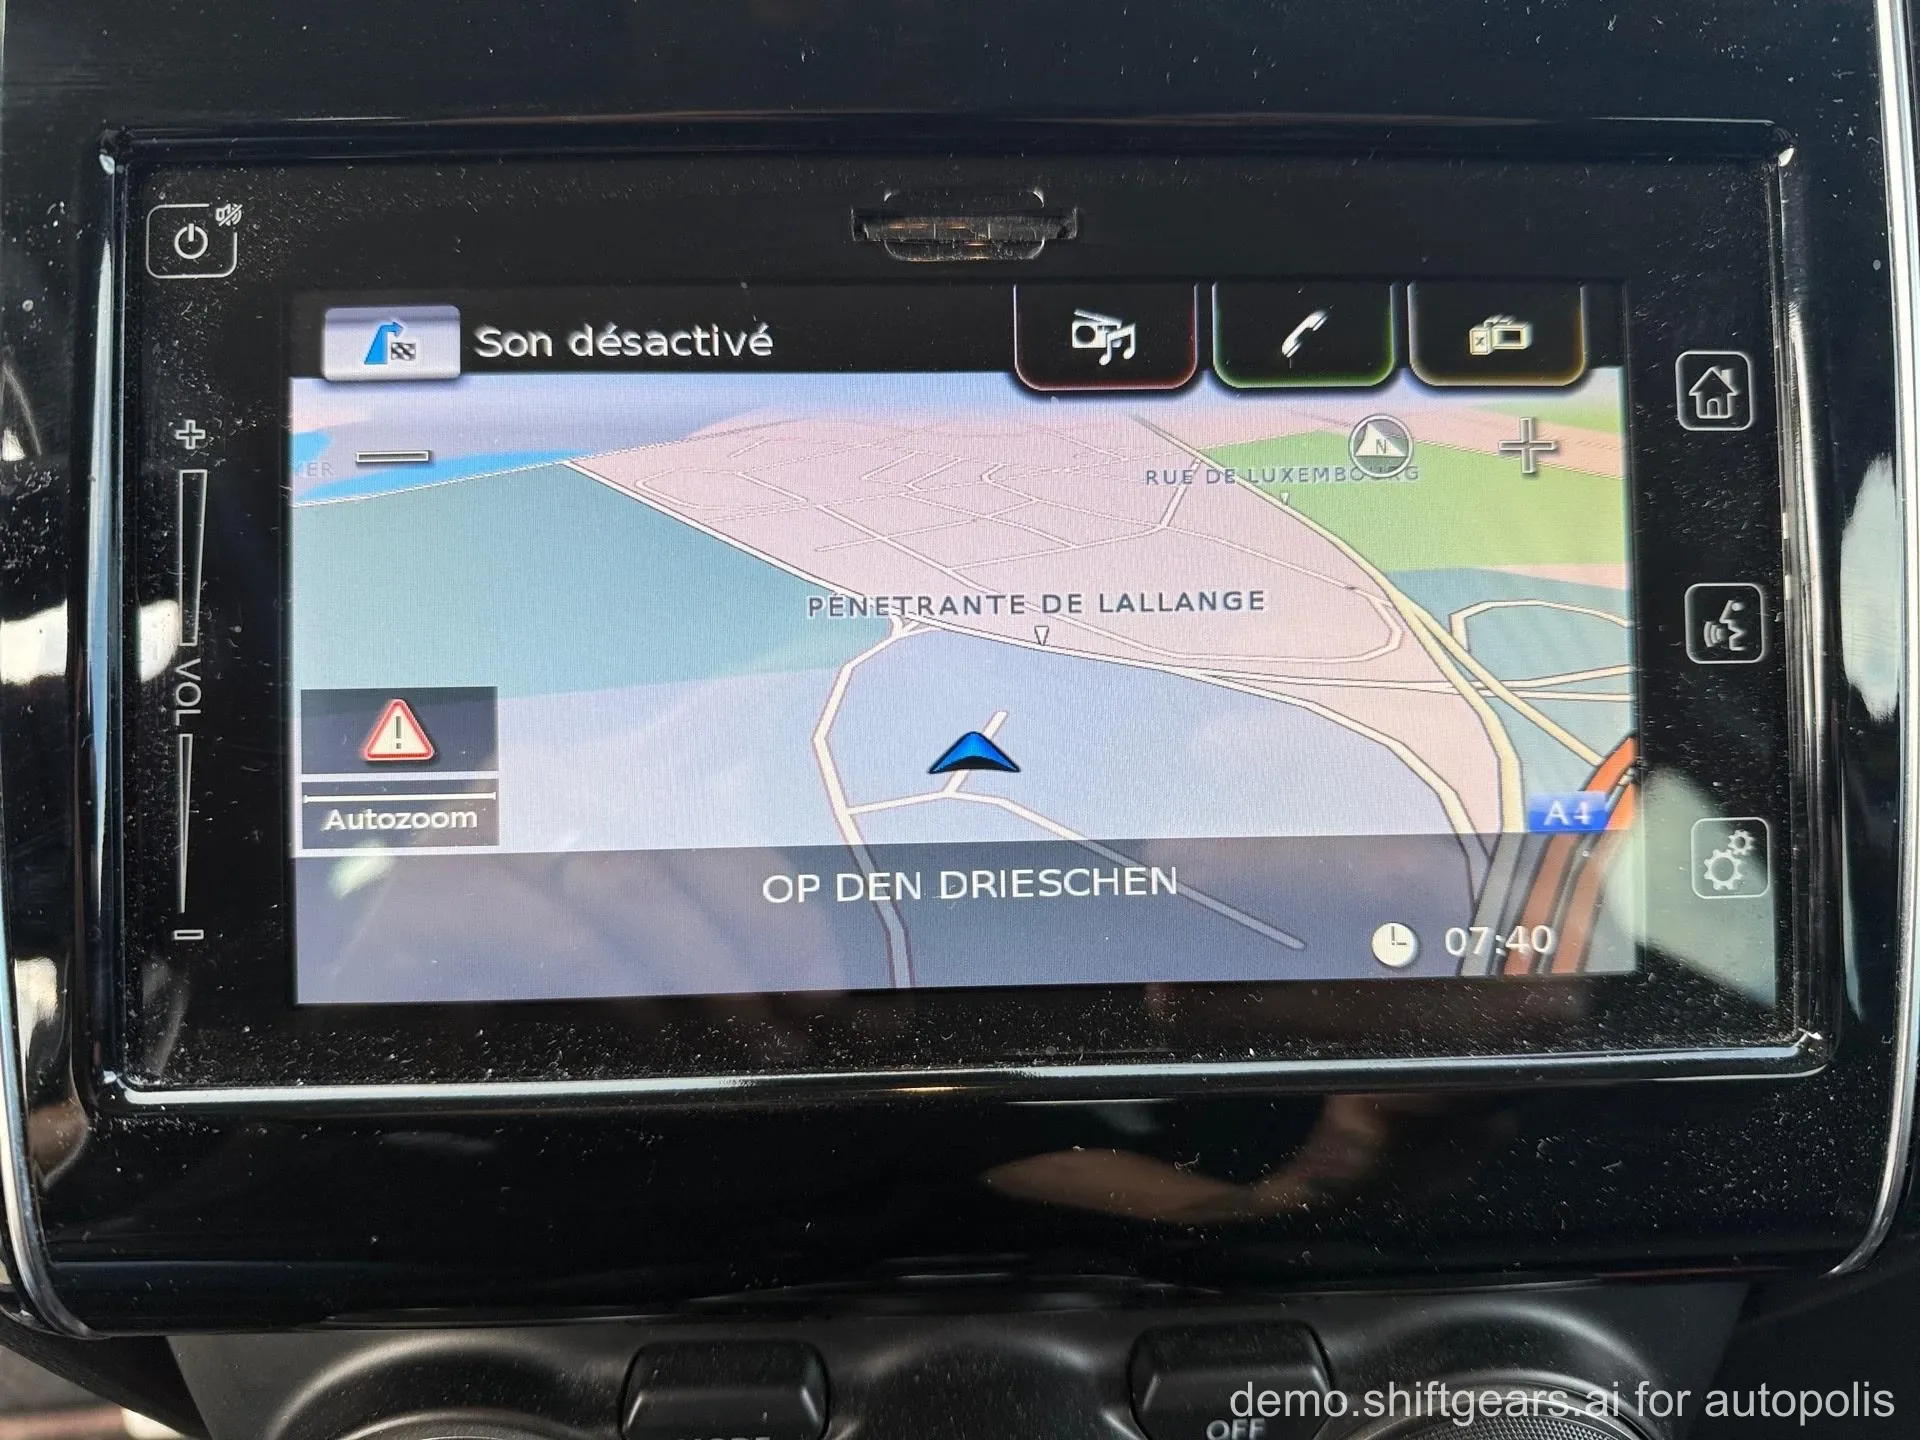 Son désactivé
N
RUE DE LUXEMBOURG
PÉNETRANTE DE LALLANGE
VOL
A4
Autozoom
OP DEN DRIESCHEN
07:40
OFF
demo.shiftgears.ai for autopolis